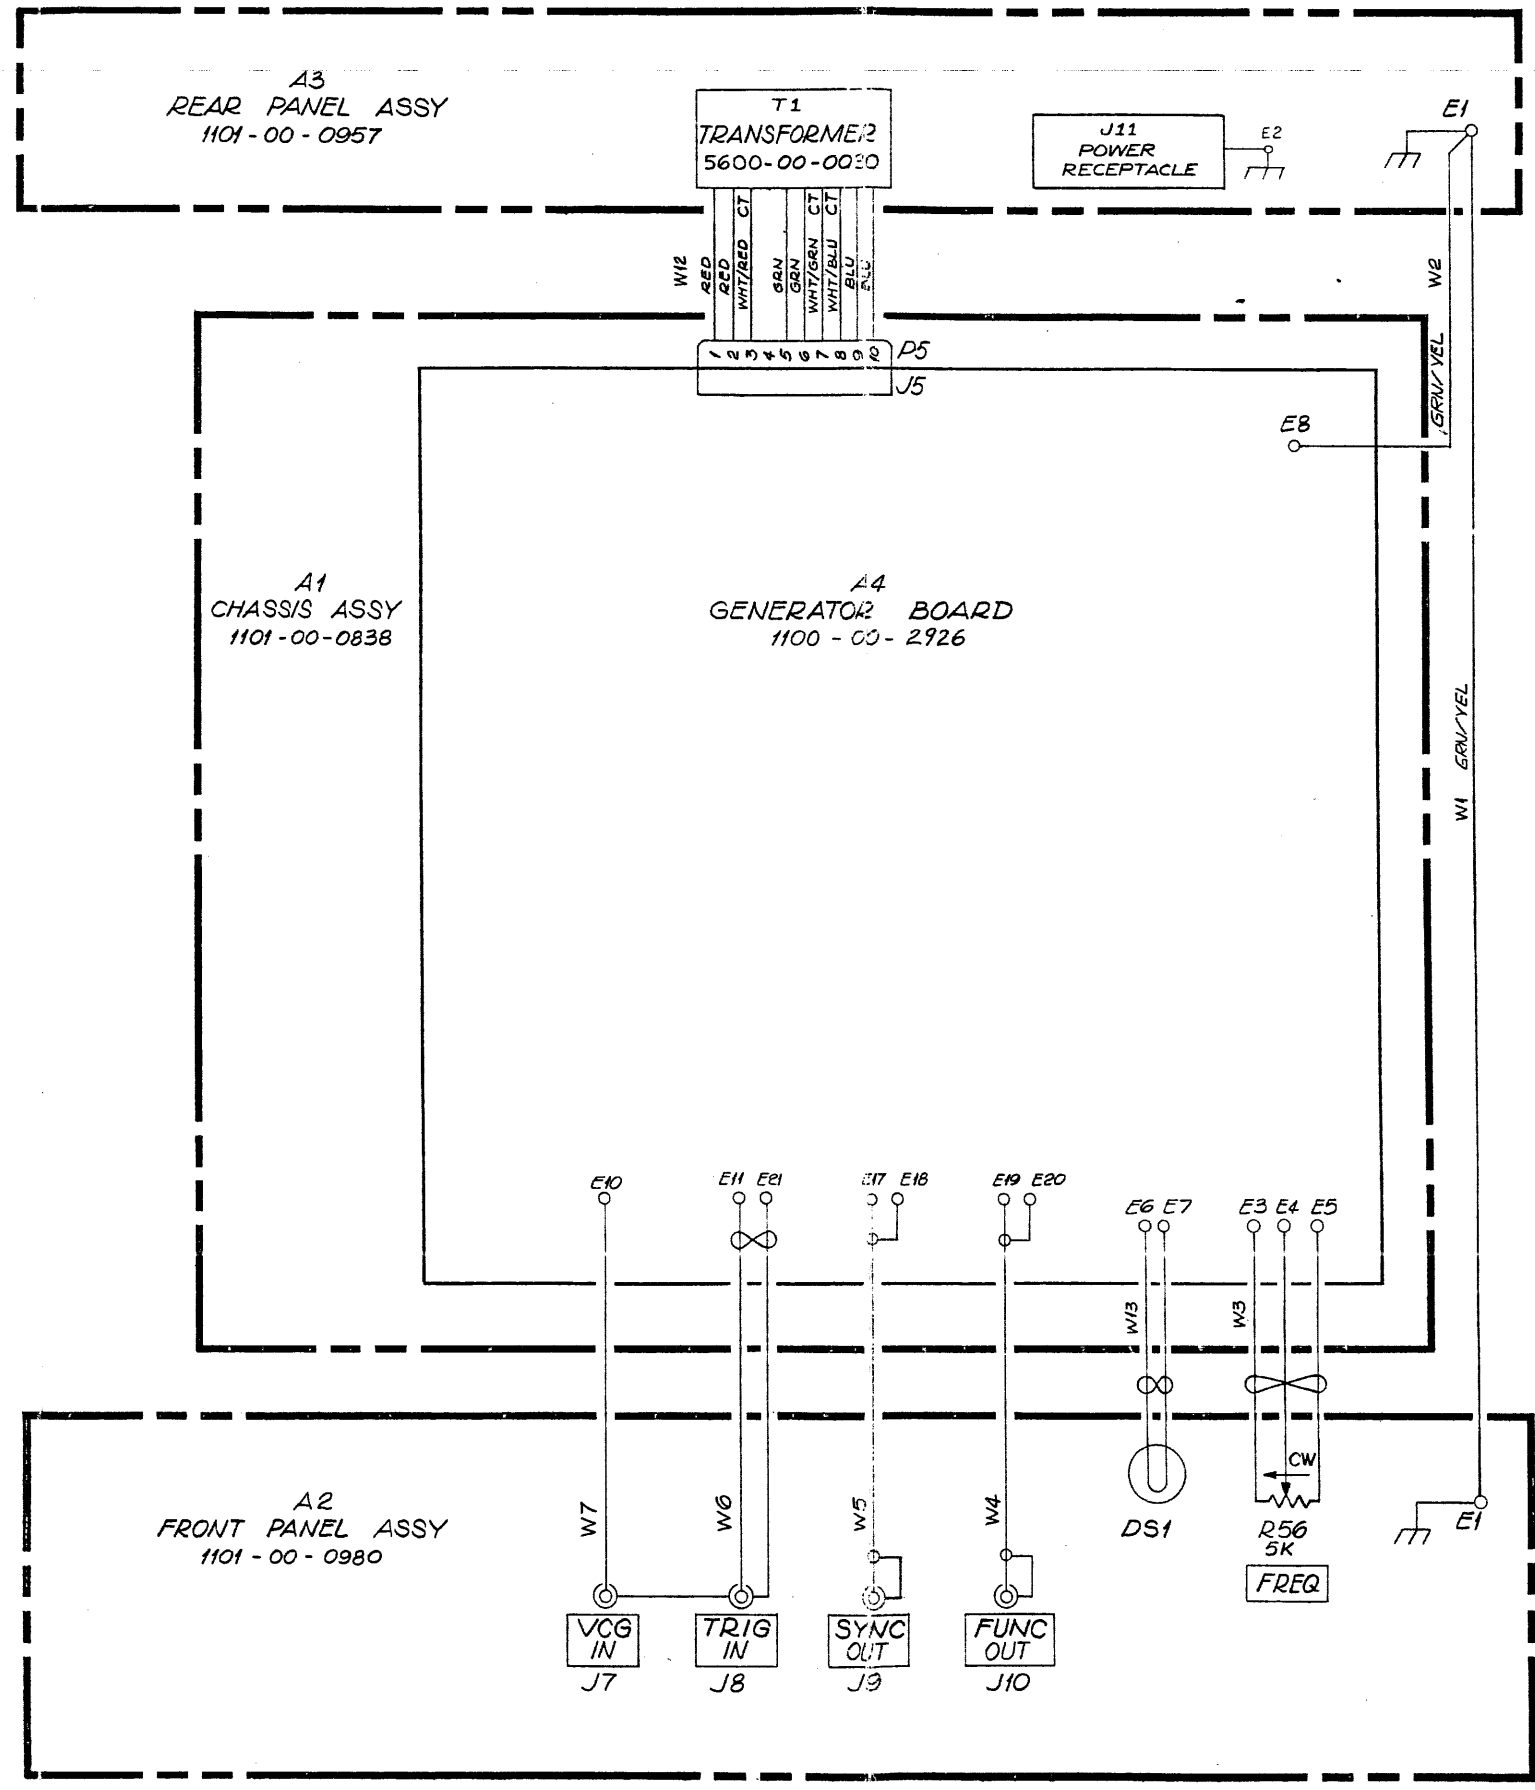 A3
REAR PANEL ASSY
1101-00-0957
T1
TRANSFORMER
5600-00-0030
J11
POWER
RECEPTACLE
E2
E1
W12
RED
RED
WHT/RED CT
GRN
GRN
WHT/GRN CT
WHT/BLU CT
BLU
BLU
W2
GRN/YEL
1 2 3 4 5 6 7 8 9 10
P5
J5
E8
A1
CHASSIS ASSY
1101-00-0838
A4
GENERATOR BOARD
1100-00-2926
W1 GRN/YEL
E10
E11 E21
E17 E18
E19 E20
E6 E7
E3 E4 E5
W13
W3
A2
FRONT PANEL ASSY
1101-00-0980
W7
W6
W5
W4
CW
DS1
R56
5K
FREQ
E1
VCG
IN
J7
TRIG
IN
J8
SYNC
OUT
J9
FUNC
OUT
J10